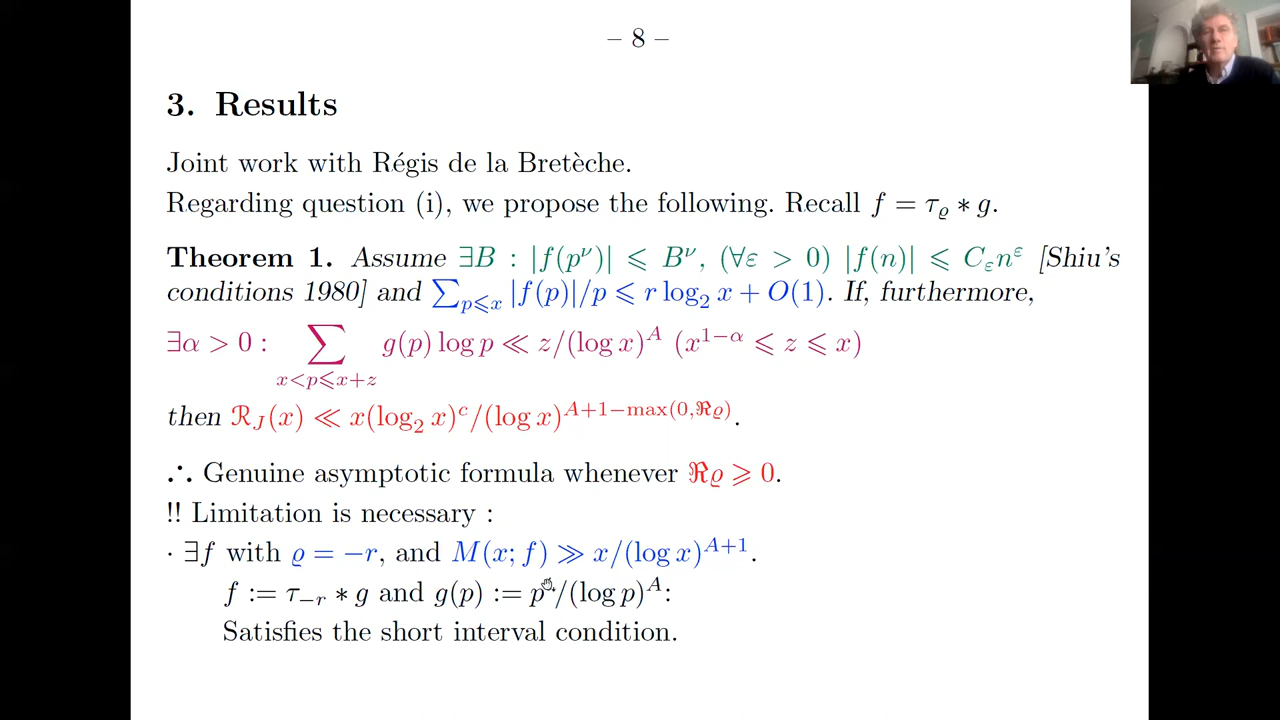 – 8 –
3. Results
Joint work with Régis de la Bretèche.
Regarding question (i), we propose the following. Recall f = τ_ϱ ∗ g.
Theorem 1. Assume ∃B : |f(p^ν)| ⩽ B^ν, (∀ε > 0) |f(n)| ⩽ C_ε n^ε [Shiu's
conditions 1980] and ∑_{p⩽x} |f(p)|/p ⩽ r log₂ x + O(1). If, furthermore,
∃α > 0 : ∑_{x<p⩽x+z} g(p) log p ≪ z/(log x)^A (x^{1−α} ⩽ z ⩽ x)
then ℛ_J(x) ≪ x(log₂ x)^c/(log x)^{A+1−max(0,ℜϱ)}.
∴ Genuine asymptotic formula whenever ℜϱ ⩾ 0.
!! Limitation is necessary :
· ∃f with ϱ = −r, and M(x; f) ≫ x/(log x)^{A+1}.
f := τ_{−r} ∗ g and g(p) := p /(log p)^A:
Satisfies the short interval condition.